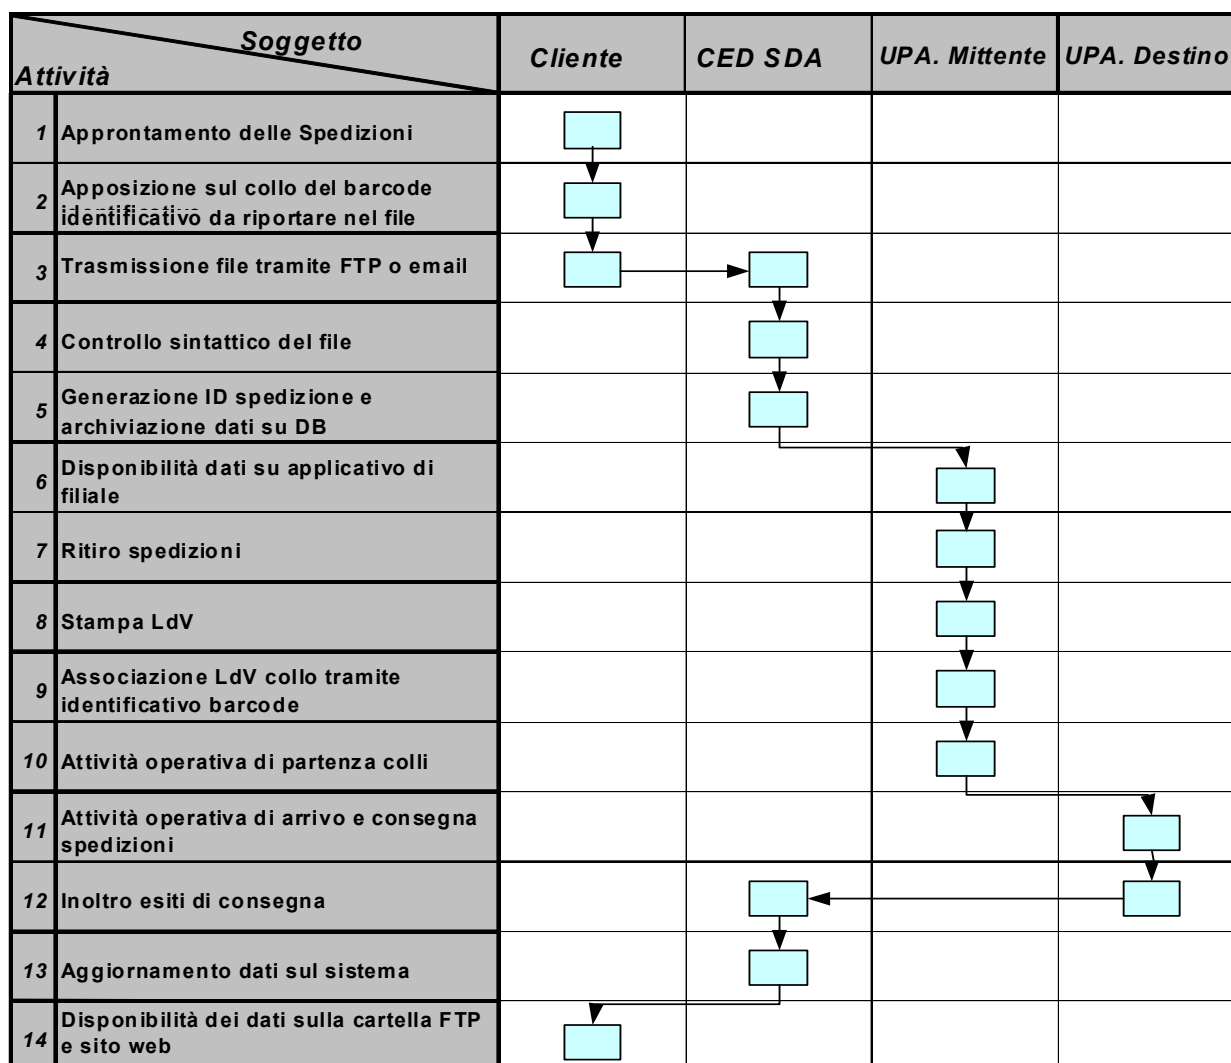 Soggetto
Attività
Cliente
CED SDA
UPA. Mittente
UPA. Destino
1 Approntamento delle Spedizioni
2 Apposizione sul collo del barcode
identificativo da riportare nel file
3 Trasmissione file tramite FTP o email
4 Controllo sintattico del file
5 Generazione ID spedizione e
archiviazione dati su DB
6 Disponibilità dati su applicativo di
filiale
7 Ritiro spedizioni
8 Stampa LdV
9 Associazione LdV collo tramite
identificativo barcode
10 Attività operativa di partenza colli
11 Attività operativa di arrivo e consegna
spedizioni
12 Inoltro esiti di consegna
13 Aggiornamento dati sul sistema
14 Disponibilità dei dati sulla cartella FTP
e sito web